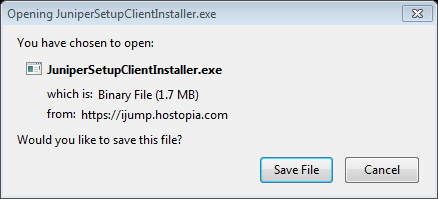 Opening JuniperSetupClientInstaller.exe
You have chosen to open:
JuniperSetupClientInstaller.exe
which is: Binary File (1.7 MB)
from: https://ijump.hostopia.com
Would you like to save this file?
Save File Cancel